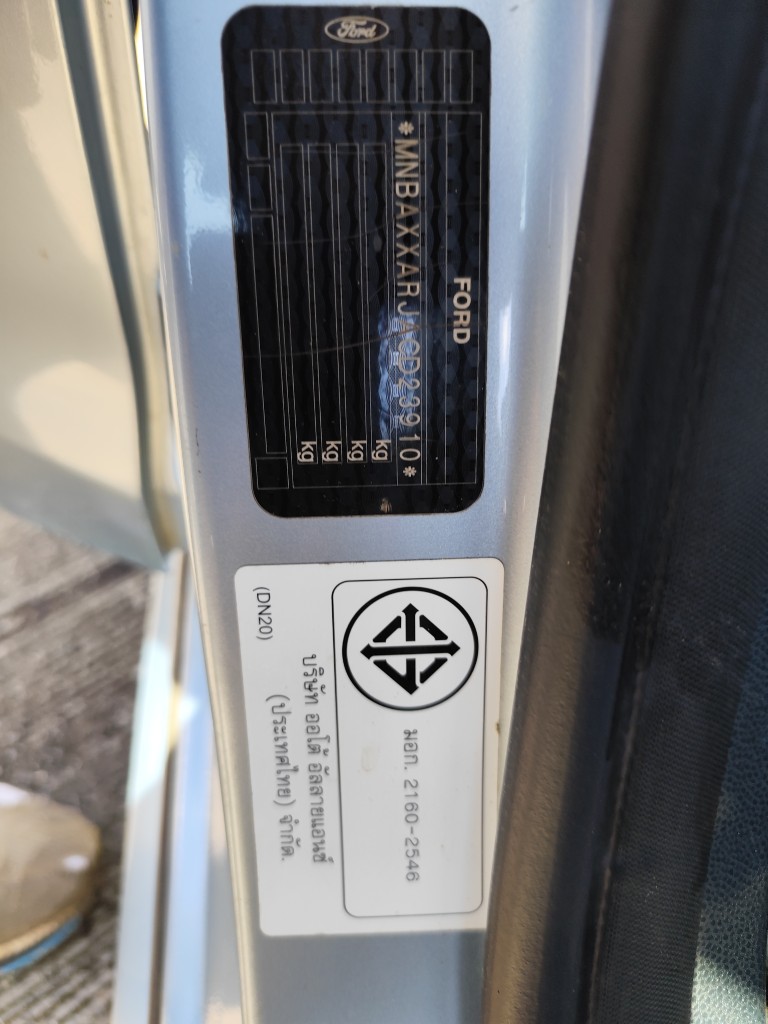 Ford
FORD
*MNBAXXARJACD23910*
kg
kg
kg
kg
มอก. 2160-2546
บริษัท ออโต้ อัลลายแอนซ์
(ประเทศไทย) จำกัด.
(DN20)